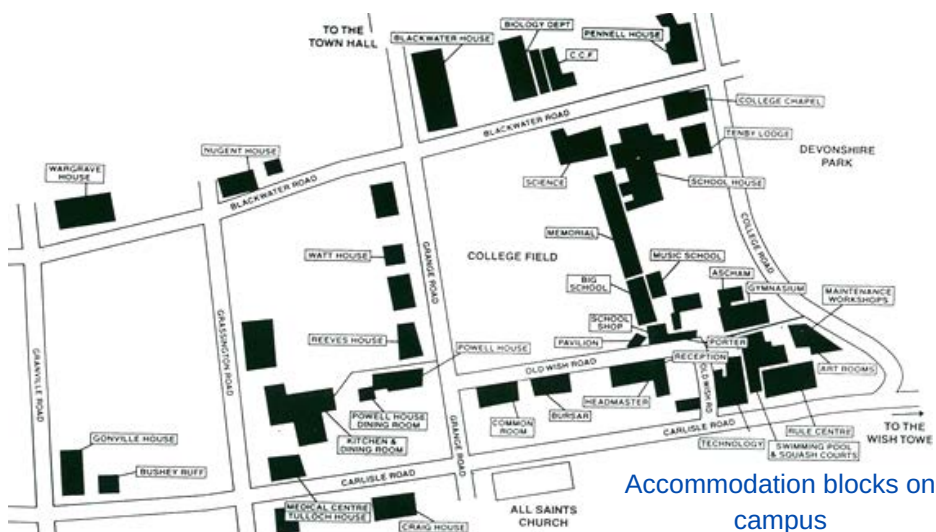 TO THE
TOWN HALL
BLACKWATER HOUSE
BIOLOGY DEPT
PENNELL HOUSE
C.C.F
COLLEGE CHAPEL
BLACKWATER ROAD
TENBY LODGE
DEVONSHIRE
PARK
NUGENT HOUSE
WARGRAVE
HOUSE
SCIENCE
SCHOOL HOUSE
BLACKWATER ROAD
MEMORIAL
COLLEGE ROAD
WATT HOUSE
GRANGE ROAD
COLLEGE FIELD
MUSIC SCHOOL
BIG
SCHOOL
ASCHAM
GYMNASIUM
MAINTENANCE
WORKSHOPS
GRANVILLE ROAD
GRASSINGTON ROAD
REEVES HOUSE
SCHOOL
SHOP
PAVILION
PORTER
POWELL HOUSE
RECEPTION
OLD WISH ROAD
OLD WISH RD
ART ROOMS
POWELL HOUSE
DINING ROOM
HEADMASTER
BURSAR
COMMON
ROOM
KITCHEN &
DINING ROOM
GRANGE ROAD
CARLISLE ROAD
RULE CENTRE
TO THE
WISH TOWE
GONVILLE HOUSE
TECHNOLOGY
SWIMMING POOL
& SQUASH COURTS
BUSHEY RUFF
CARLISLE ROAD
MEDICAL CENTRE
TULLOCH HOUSE
CRAIG HOUSE
ALL SAINTS
CHURCH
Accommodation blocks on
campus